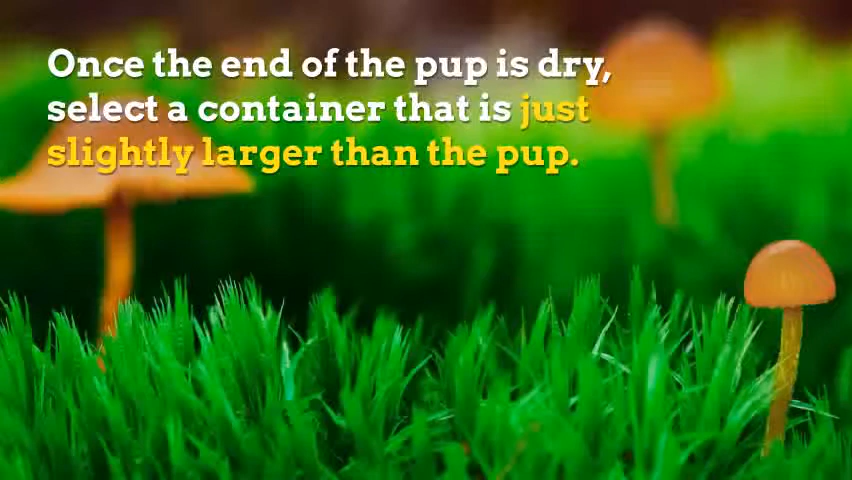 Once the end of the pup is dry,
select a container that is just
slightly larger than the pup.